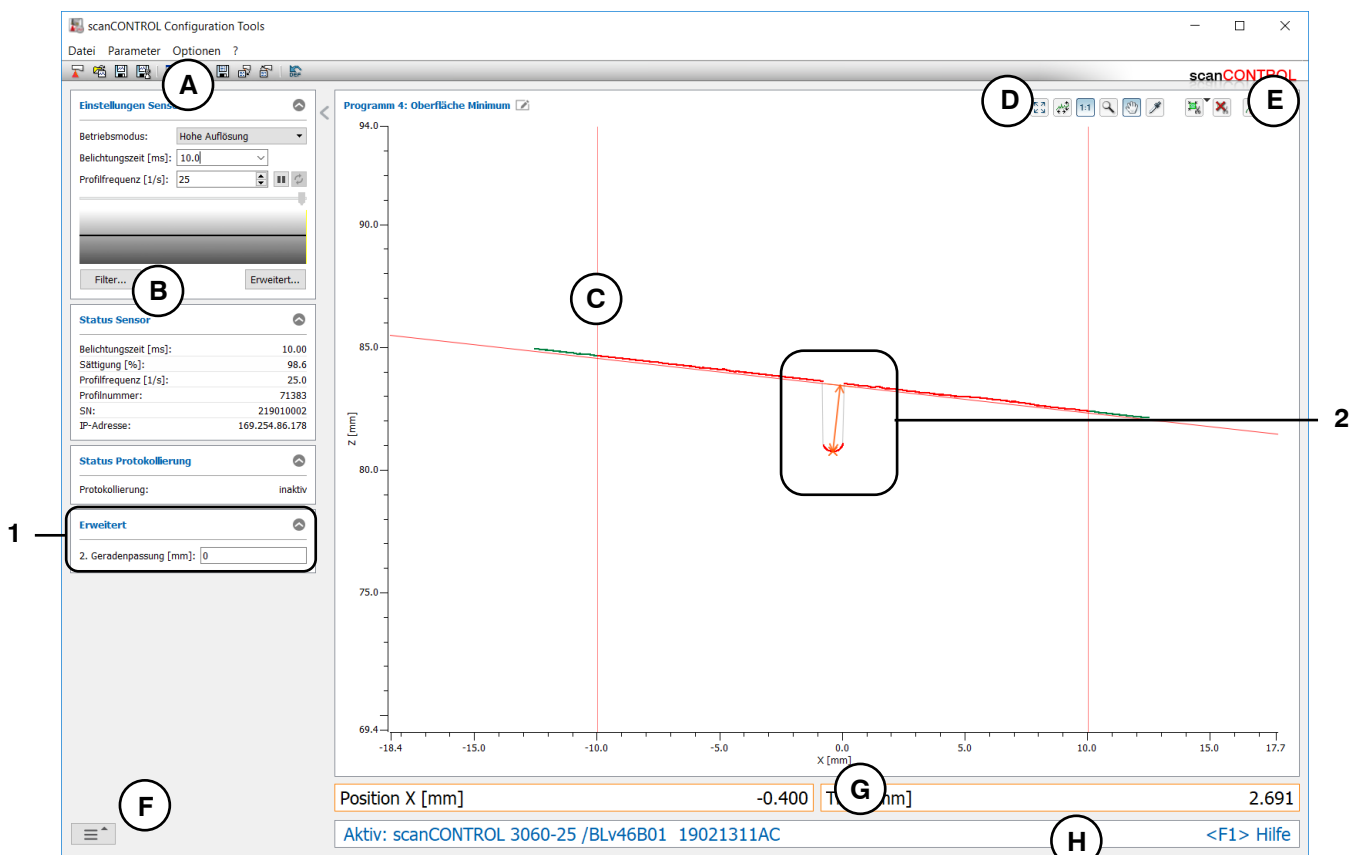 scanCONTROL Configuration Tools
Datei Parameter Optionen ?
A
scanCONTROL
Einstellungen
Programm 4: Oberfläche Minimum
D
1:1
E
Betriebsmodus: Hohe Auflösung
Belichtungszeit [ms]: 10.0
Profilfrequenz [1/s]: 25
Filter...
Erweitert...
B
Status Sensor
Belichtungszeit [ms]: 10.00
Sättigung [%]: 98.6
Profilfrequenz [1/s]: 25.0
Profilnummer: 71383
SN: 219010002
IP-Adresse: 169.254.86.178
Status Protokollierung
Protokollierung: inaktiv
1
Erweitert
2. Geradenpassung [mm]: 0
F
94.0
90.0
85.0
80.0
75.0
69.4
Z [mm]
C
2
-18.4 -15.0 -10.0 -5.0 0.0 5.0 10.0 15.0 17.7
X [mm]
G
Position X [mm] -0.400
2.691
Aktiv: scanCONTROL 3060-25 /BLv46B01 19021311AC
H
<F1> Hilfe